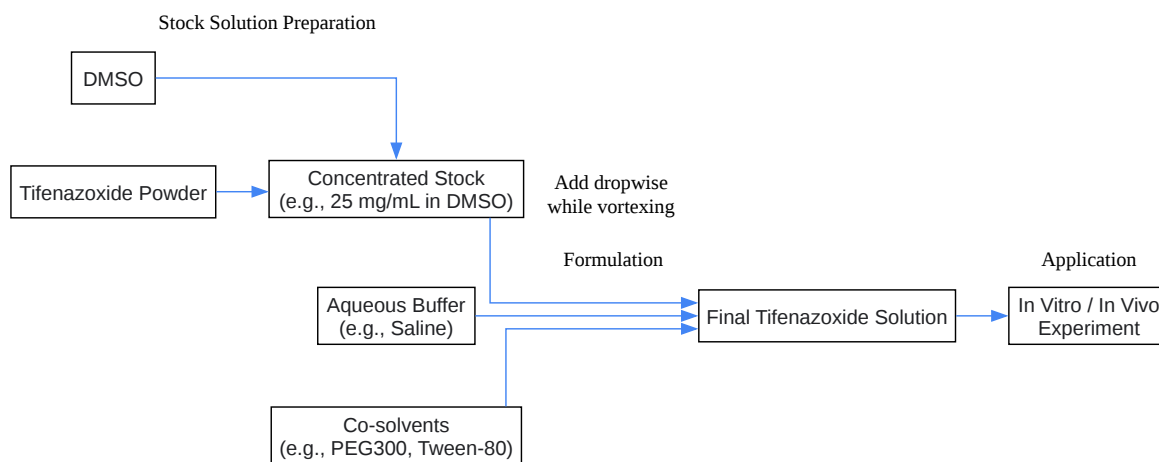 Stock Solution Preparation
DMSO
Tifenazoxide Powder
Concentrated Stock
(e.g., 25 mg/mL in DMSO)
Add dropwise
while vortexing
Formulation
Application
Aqueous Buffer
(e.g., Saline)
Final Tifenazoxide Solution
In Vitro / In Vivo
Experiment
Co-solvents
(e.g., PEG300, Tween-80)